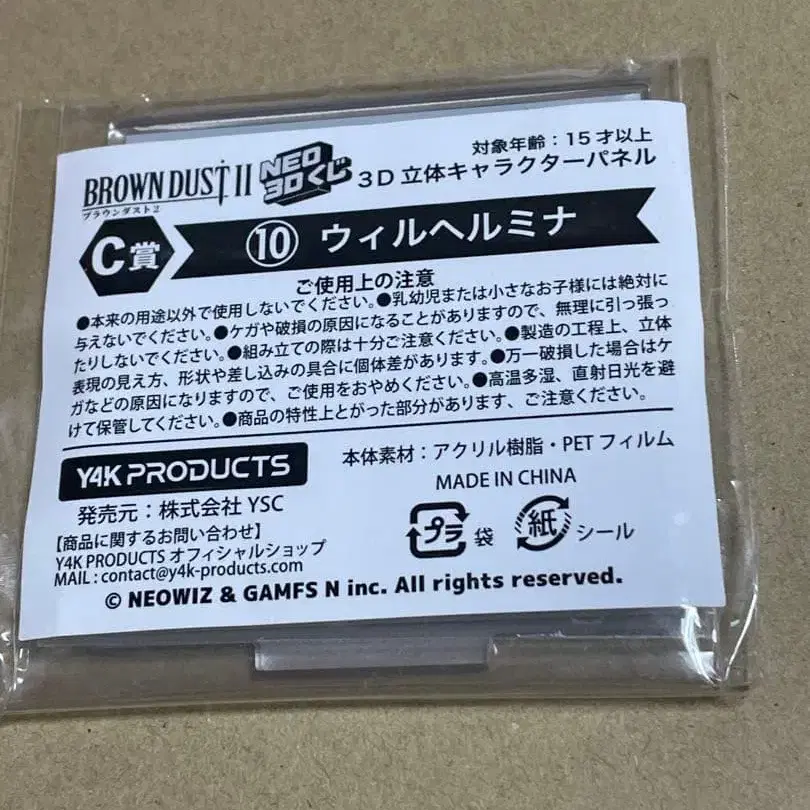 対象年齢：15才以上
BROWN DUST II NEO 3Dくじ 3D立体キャラクターパネル
ブラウンダスト2
C賞 ⑩ ウィルヘルミナ
ご使用上の注意
●本来の用途以外で使用しないでください。●乳幼児または小さなお子様には絶対に
与えないでください。●ケガや破損の原因になることがありますので、無理に引っ張っ
たりしないでください。●組み立ての際は十分ご注意ください。●製造の工程上、立体
表現の見え方、形状や差し込みの具合に個体差があります。●万一破損した場合はケ
ガなどの原因になりますので、ご使用をおやめください。●高温多湿、直射日光を避
けて保管してください。●商品の特性上とがった部分があります、ご注意ください。
Y4K PRODUCTS
本体素材：アクリル樹脂・PETフィルム
MADE IN CHINA
発売元：株式会社YSC
プラ 袋 紙 シール
【商品に関するお問い合わせ】
Y4K PRODUCTS オフィシャルショップ
MAIL : contact@y4k-products.com
© NEOWIZ & GAMFS N inc. All rights reserved.